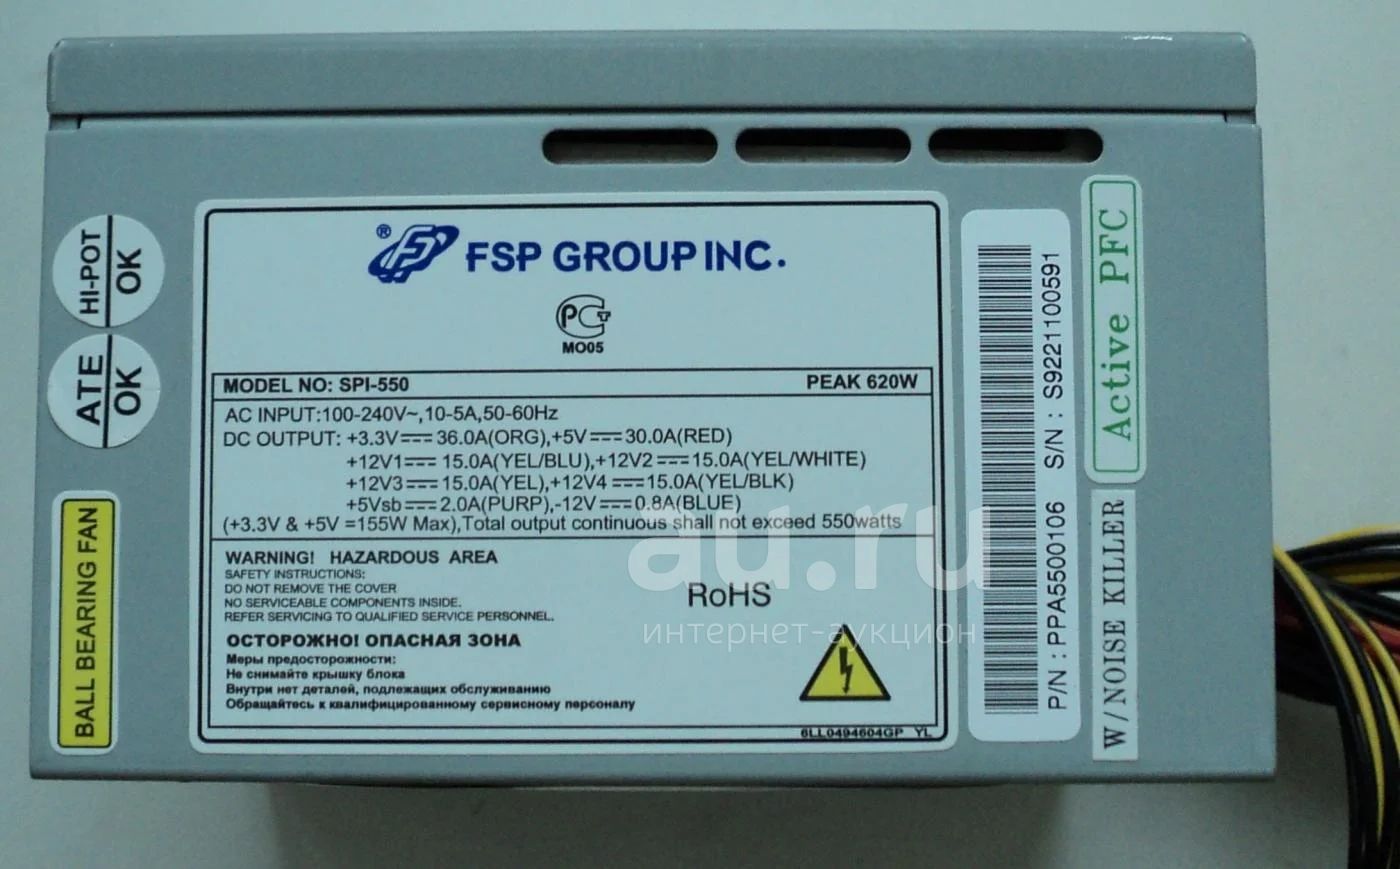 HI-POT
OK
ATE
OK
BALL BEARING FAN
® FSP GROUP INC.
РСТ
МО05
MODEL NO: SPI-550 PEAK 620W
AC INPUT:100-240V~,10-5A,50-60Hz
DC OUTPUT: +3.3V⎓36.0A(ORG),+5V⎓30.0A(RED)
+12V1⎓15.0A(YEL/BLU),+12V2⎓15.0A(YEL/WHITE)
+12V3⎓15.0A(YEL),+12V4⎓15.0A(YEL/BLK)
+5Vsb⎓2.0A(PURP),-12V⎓0.8A(BLUE)
(+3.3V & +5V =155W Max),Total output continuous shall not exceed 550watts
WARNING! HAZARDOUS AREA
SAFETY INSTRUCTIONS:
DO NOT REMOVE THE COVER
NO SERVICEABLE COMPONENTS INSIDE.
REFER SERVICING TO QUALIFIED SERVICE PERSONNEL.
ОСТОРОЖНО! ОПАСНАЯ ЗОНА
Меры предосторожности:
Не снимайте крышку блока
Внутри нет деталей, подлежащих обслуживанию
Обращайтесь к квалифицированному сервисному персоналу
RoHS
6LL0494604GP YL
au.ru
интернет-аукцион
P/N : PPA5500106 S/N : S9221100591
Active PFC
W/NOISE KILLER